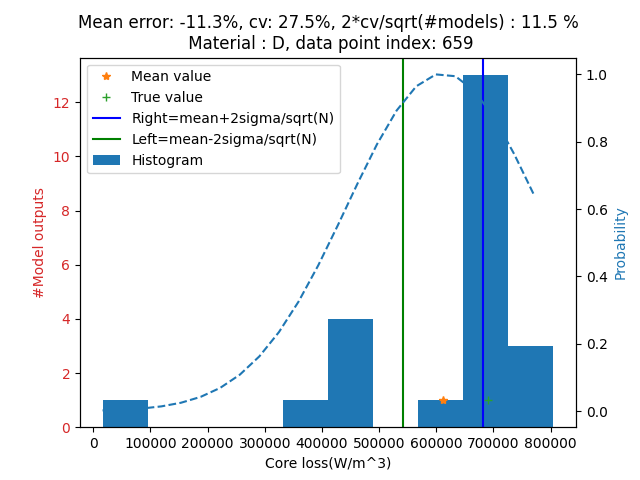 Mean error: -11.3%, cv: 27.5%, 2*cv/sqrt(#models) : 11.5 %
Material : D, data point index: 659
Mean value
True value
Right=mean+2sigma/sqrt(N)
Left=mean-2sigma/sqrt(N)
Histogram
#Model outputs
12
10
8
6
4
2
0
1.0
0.8
0.6
0.4
0.2
0.0
Probability
0 100000 200000 300000 400000 500000 600000 700000 800000
Core loss(W/m^3)